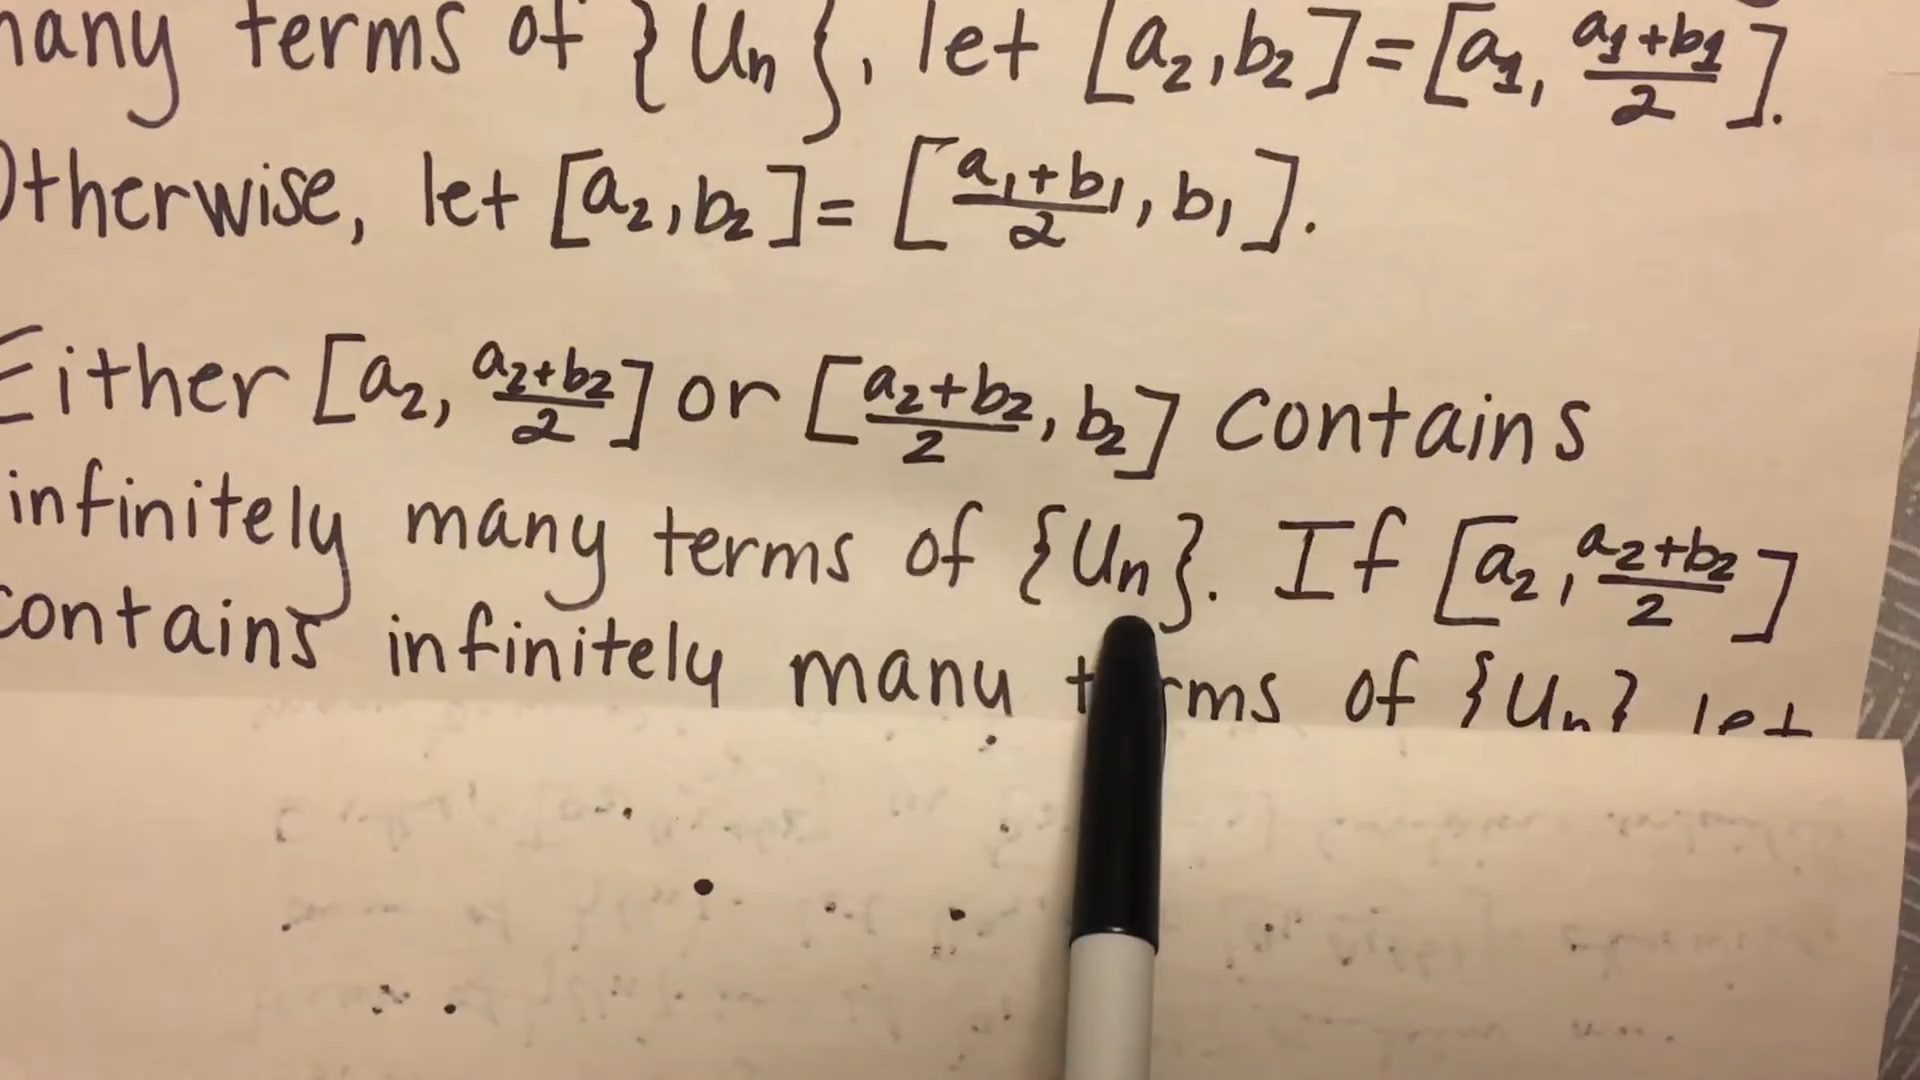 many terms of {Un}, let [a₂,b₂]=[a₁, (a₁+b₁)/2].
Otherwise, let [a₂,b₂]=[(a₁+b₁)/2, b₁].
Either [a₂, (a₂+b₂)/2] or [(a₂+b₂)/2, b₂] contains
infinitely many terms of {Un}. If [a₂, (a₂+b₂)/2]
contains infinitely many terms of {Un} let